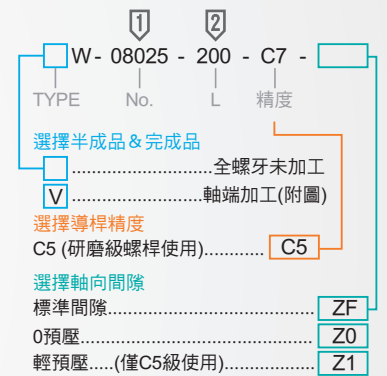 1 2
W - 08025 - 200 - C7 -
TYPE No. L 精度
選擇半成品&完成品
..............................全螺牙未加工
V ............................軸端加工(附圖)
選擇導桿精度
C5 (研磨級螺桿使用)............. C5
選擇軸向間隙
標準間隙...................................... ZF
0預壓.......................................... Z0
輕預壓.....(僅C5級使用)................... Z1